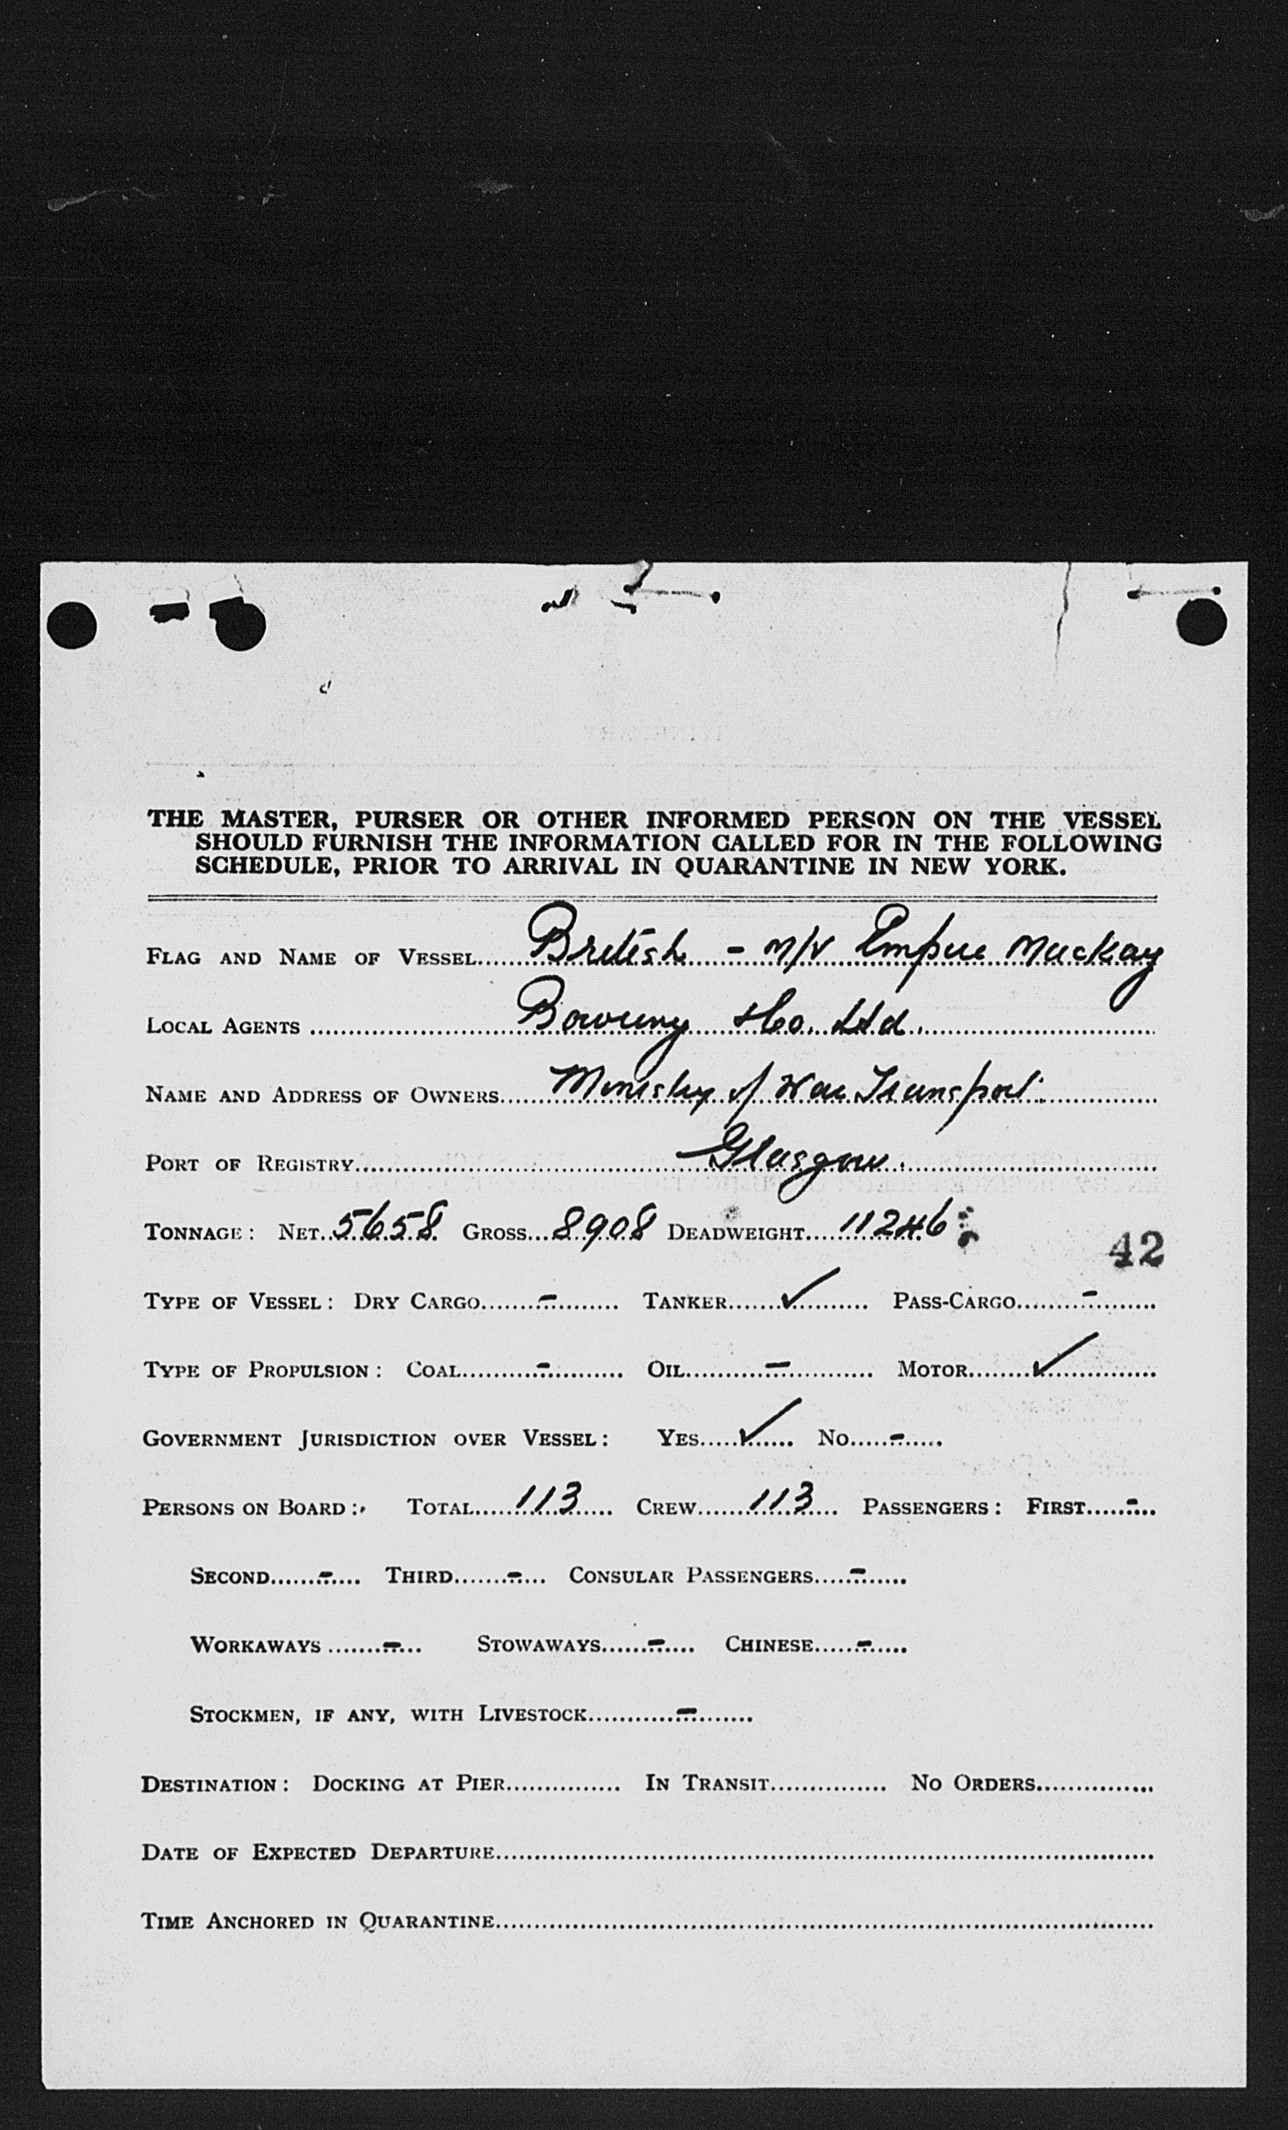 THE MASTER, PURSER OR OTHER INFORMED PERSON ON THE VESSEL
SHOULD FURNISH THE INFORMATION CALLED FOR IN THE FOLLOWING
SCHEDULE, PRIOR TO ARRIVAL IN QUARANTINE IN NEW YORK.
FLAG AND NAME OF VESSEL British - M/V Empire Mackay
LOCAL AGENTS Bowring & Co. Ltd.
NAME AND ADDRESS OF OWNERS Ministry of War Transport.
PORT OF REGISTRY Glasgow.
TONNAGE: NET 5658 GROSS 8908 DEADWEIGHT 11246
42
TYPE OF VESSEL: DRY CARGO - TANKER ✓ PASS-CARGO -
TYPE OF PROPULSION: COAL - OIL - MOTOR ✓
GOVERNMENT JURISDICTION OVER VESSEL: YES ✓ NO -
PERSONS ON BOARD: TOTAL 113 CREW 113 PASSENGERS: FIRST -
SECOND - THIRD - CONSULAR PASSENGERS -
WORKAWAYS - STOWAWAYS - CHINESE -
STOCKMEN, IF ANY, WITH LIVESTOCK -
DESTINATION: DOCKING AT PIER IN TRANSIT NO ORDERS
DATE OF EXPECTED DEPARTURE
TIME ANCHORED IN QUARANTINE